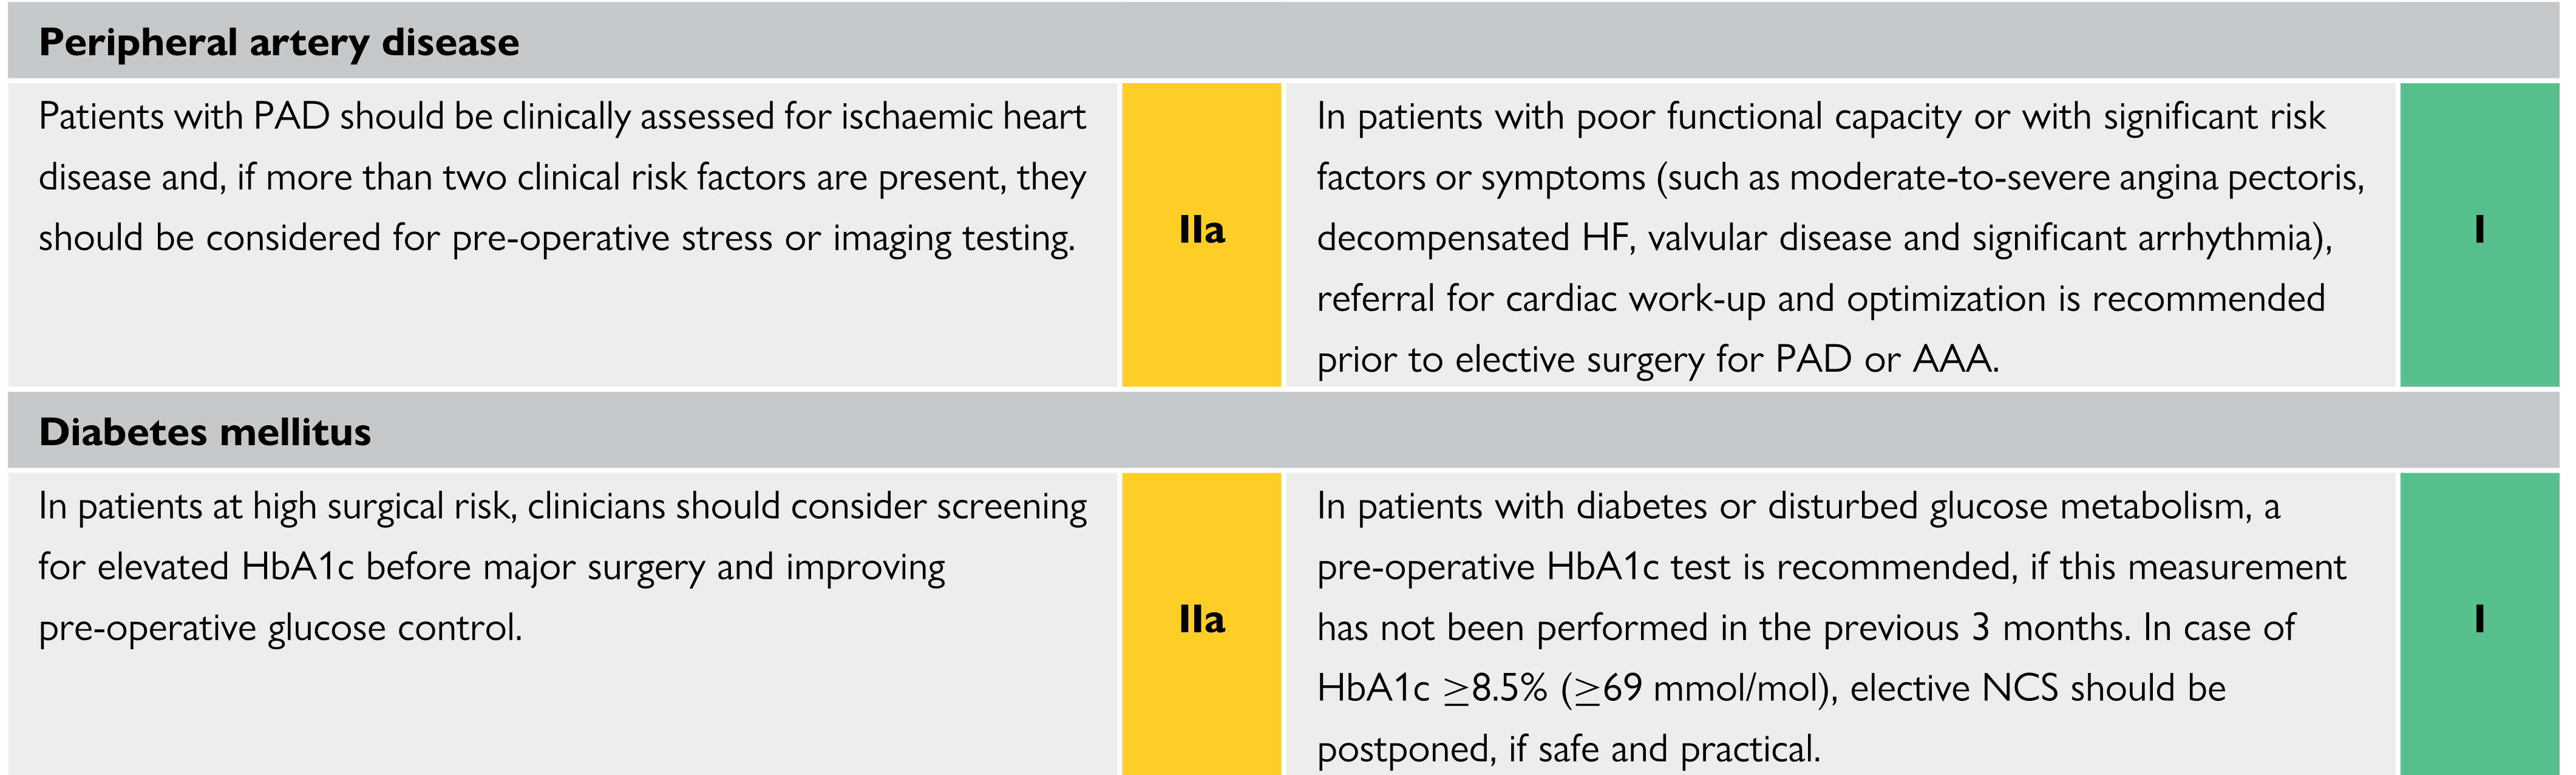 Peripheral artery disease
Patients with PAD should be clinically assessed for ischaemic heart
disease and, if more than two clinical risk factors are present, they
should be considered for pre-operative stress or imaging testing.
IIa
In patients with poor functional capacity or with significant risk
factors or symptoms (such as moderate-to-severe angina pectoris,
decompensated HF, valvular disease and significant arrhythmia),
referral for cardiac work-up and optimization is recommended
prior to elective surgery for PAD or AAA.
I
Diabetes mellitus
In patients at high surgical risk, clinicians should consider screening
for elevated HbA1c before major surgery and improving
pre-operative glucose control.
IIa
In patients with diabetes or disturbed glucose metabolism, a
pre-operative HbA1c test is recommended, if this measurement
has not been performed in the previous 3 months. In case of
HbA1c ≥8.5% (≥69 mmol/mol), elective NCS should be
postponed, if safe and practical.
I